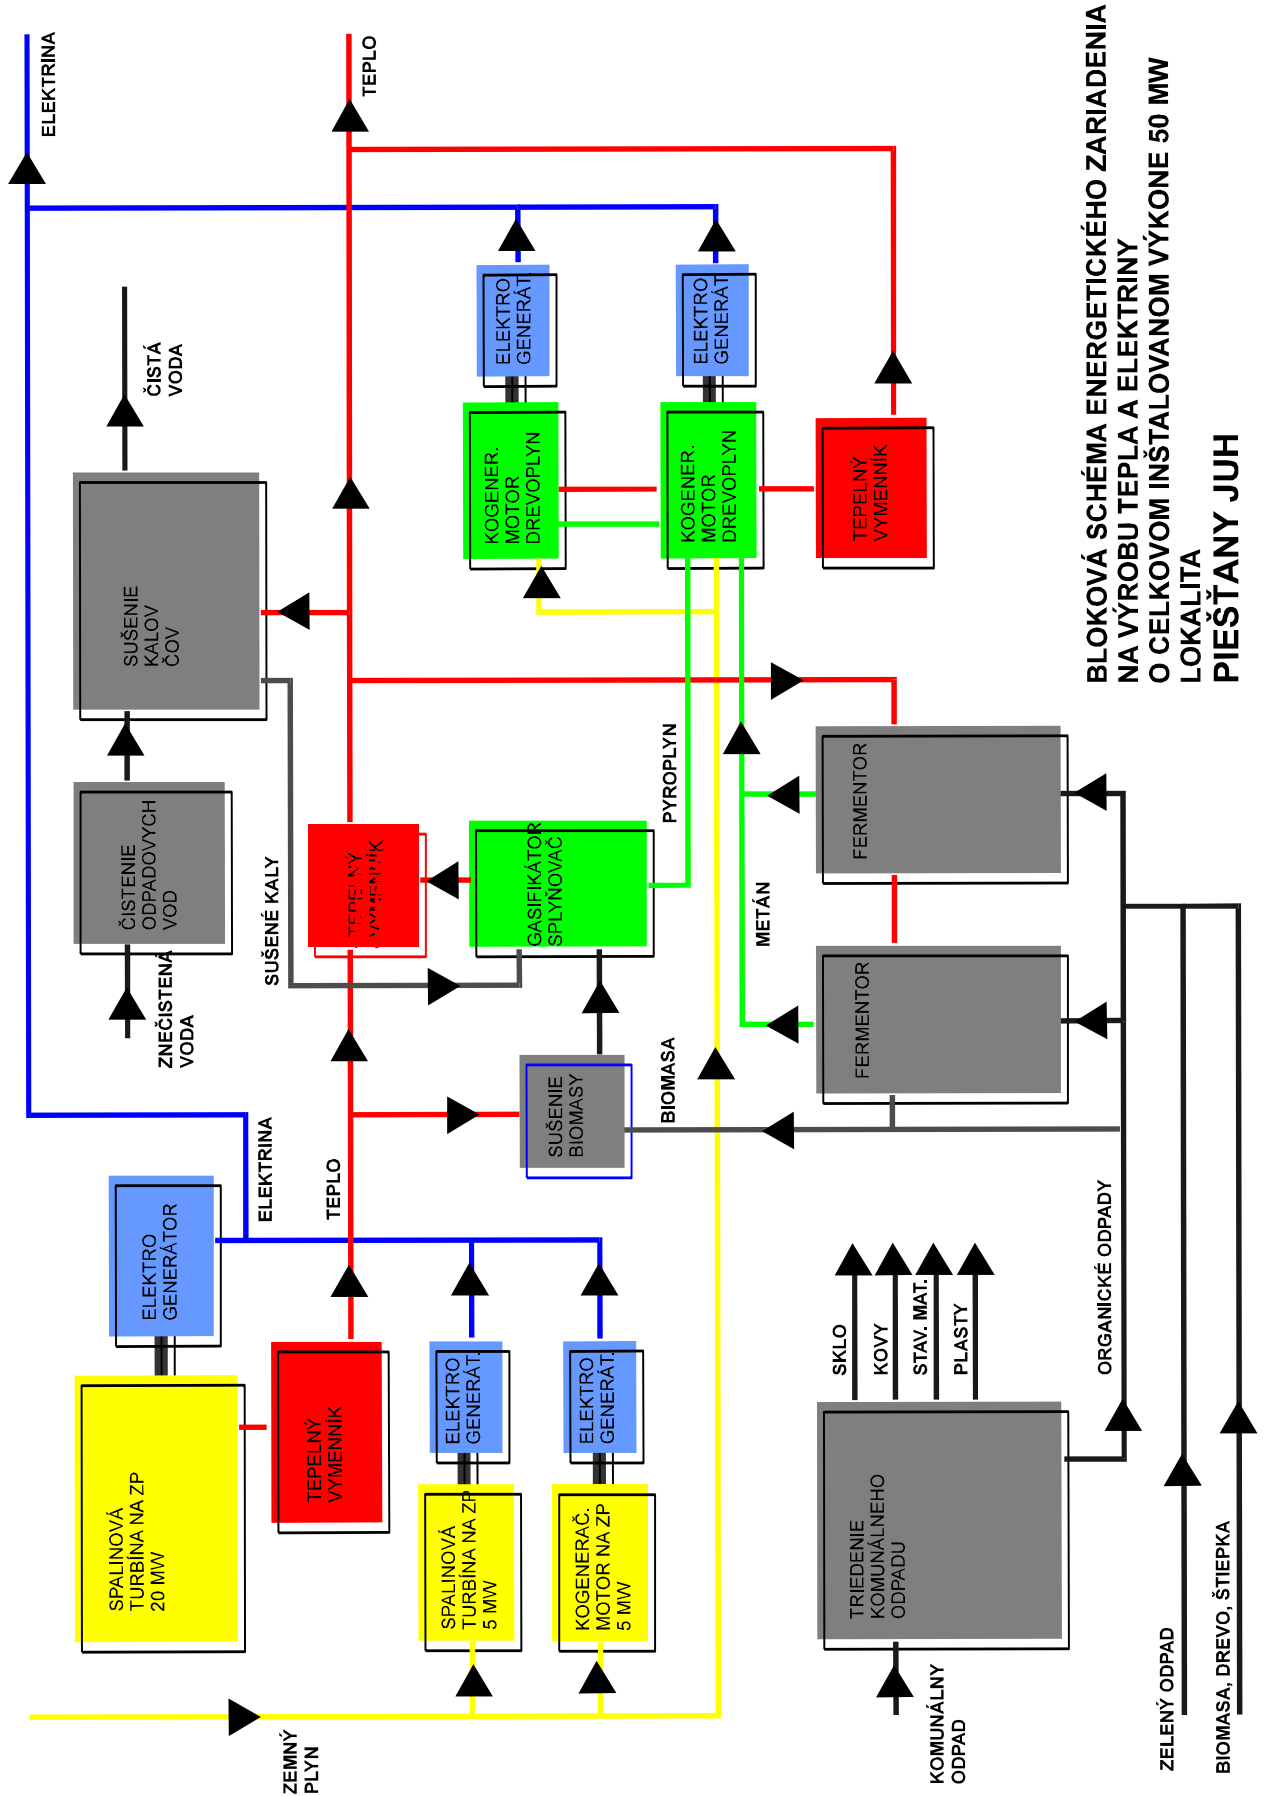 ZEMNÝ
PLYN
SPALINOVÁ
TURBÍNA NA ZP
20 MW
ELEKTRO
GENERÁTOR
TEPELNÝ
VYMENNÍK
SPALINOVÁ
TURBÍNA NA ZP
5 MW
ELEKTRO
GENERÁT.
KOGENERAČ.
MOTOR NA ZP
5 MW
ELEKTRO
GENERÁT.
ELEKTRINA
TEPLO
ZNEČISTENÁ
VODA
ČISTENIE
ODPADOVYCH
VOD
SUŠENIE
KALOV
ČOV
ČISTÁ
VODA
SUŠENÉ KALY
TEPELNÝ
VYMENNÍK
GASIFIKÁTOR
SPLYŇOVAČ
SUŠENIE
BIOMASY
BIOMASA
PYROPLYN
METÁN
KOGENER.
MOTOR
DREVOPLYN
ELEKTRO
GENERÁT.
KOGENER.
MOTOR
DREVOPLYN
ELEKTRO
GENERÁT
TEPELNÝ
VYMENNÍK
ELEKTRINA
TEPLO
FERMENTOR
FERMENTOR
KOMUNÁLNY
ODPAD
TRIEDENIE
KOMUNÁLNEHO
ODPADU
SKLO
KOVY
STAV. MAT.
PLASTY
ORGANICKÉ ODPADY
ZELENÝ ODPAD
BIOMASA, DREVO, ŠTIEPKA
BLOKOVÁ SCHÉMA ENERGETICKÉHO ZARIADENIA
NA VÝROBU TEPLA A ELEKTRINY
O CELKOVOM INŠTALOVANOM VÝKONE 50 MW
LOKALITA
PIEŠŤANY JUH